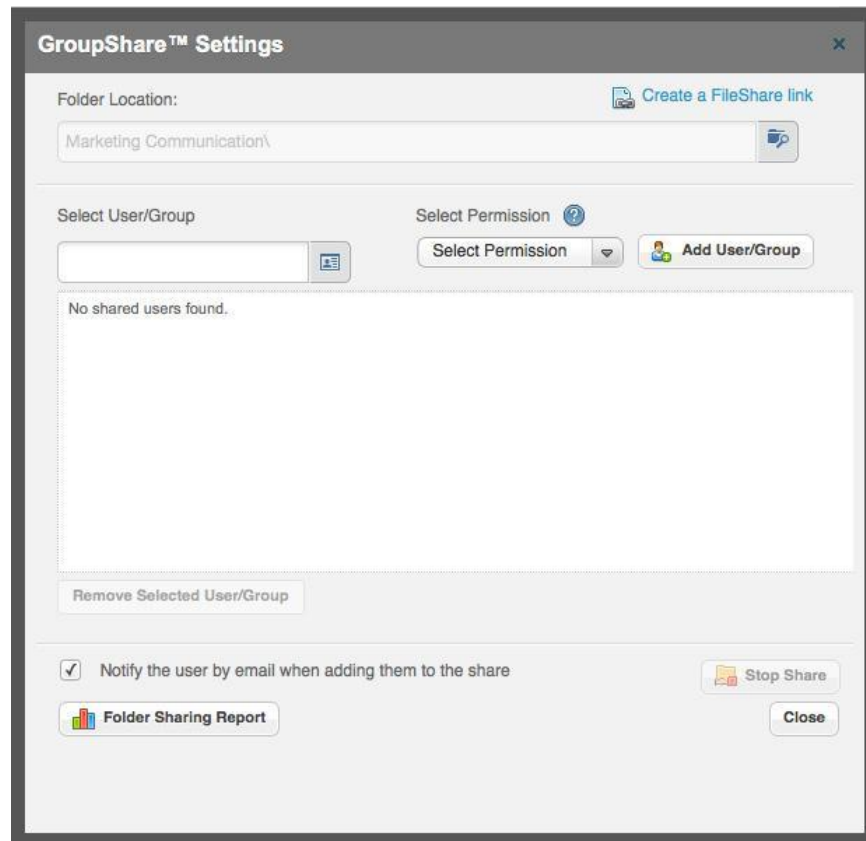 GroupShare™ Settings
Folder Location:
Create a FileShare link
Marketing Communication\
Select User/Group
Select Permission
Select Permission
Add User/Group
No shared users found.
Remove Selected User/Group
Notify the user by email when adding them to the share
Stop Share
Folder Sharing Report
Close